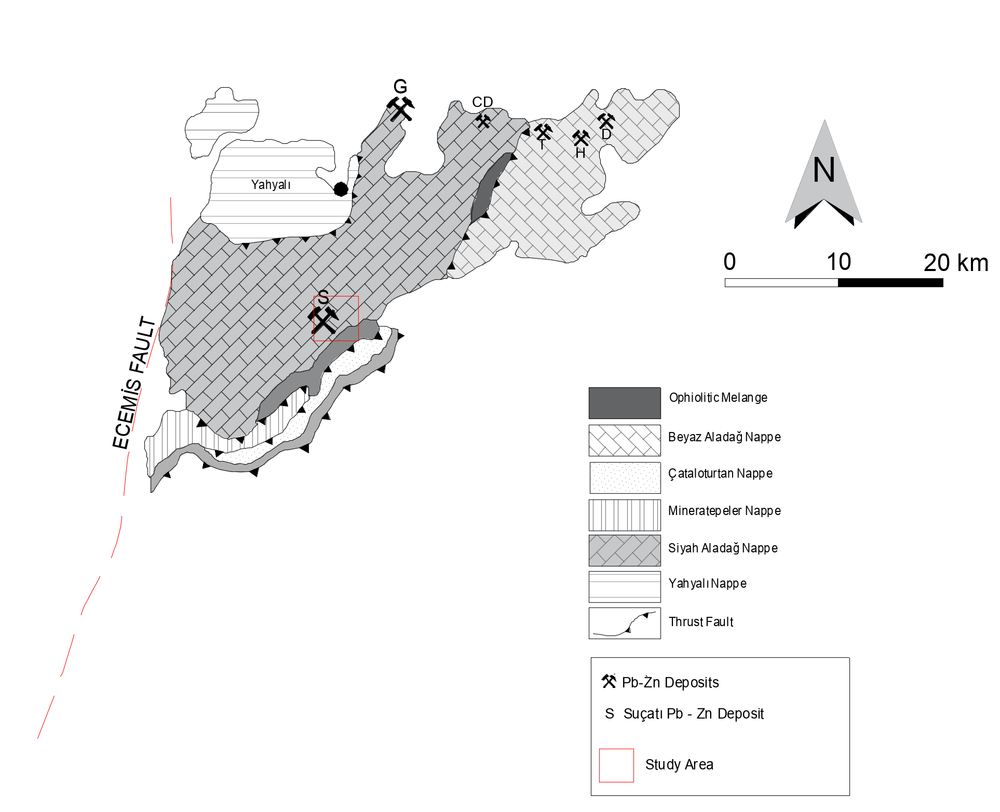 G
CD
T
H
D
Yahyalı
N
0 10 20 km
S
ECEMİS FAULT
Ophiolitic Melange
Beyaz Aladağ Nappe
Çataloturtan Nappe
Mineratepeler Nappe
Siyah Aladağ Nappe
Yahyalı Nappe
Thrust Fault
Pb-Zn Deposits
S Suçatı Pb - Zn Deposit
Study Area